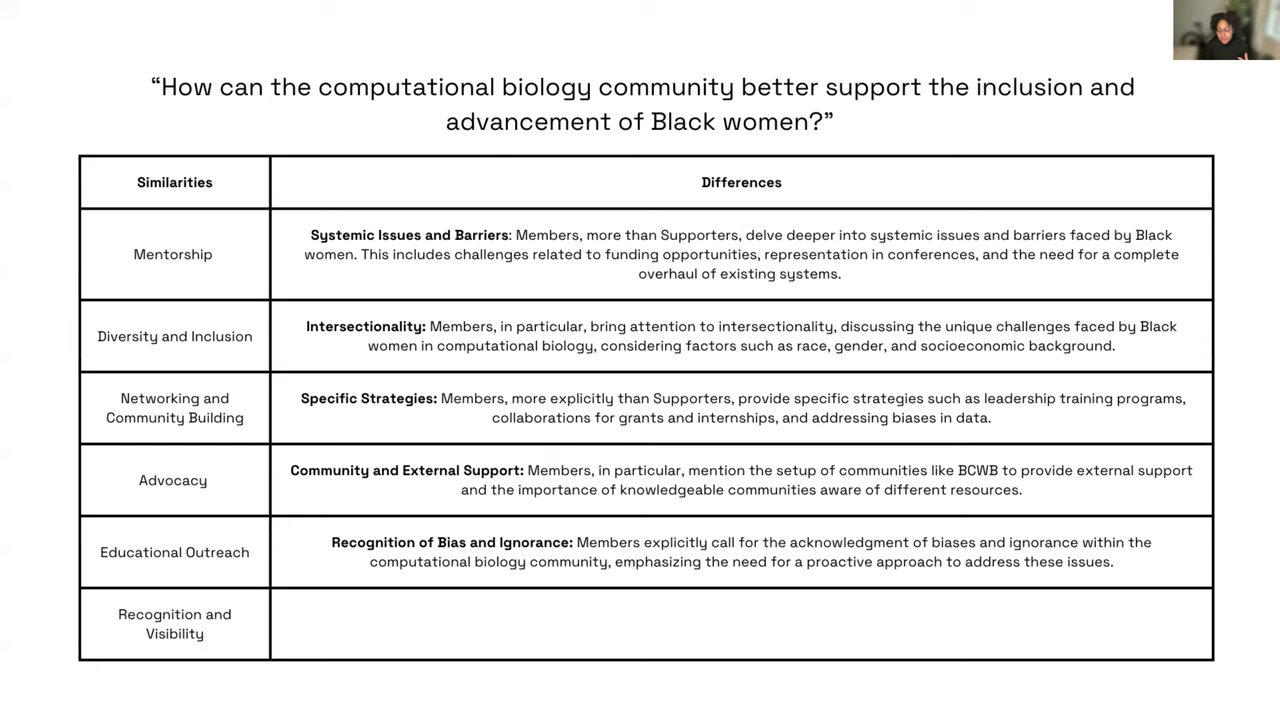 “How can the computational biology community better support the inclusion and
advancement of Black women?”
Similarities
Differences
Mentorship
Systemic Issues and Barriers: Members, more than Supporters, delve deeper into systemic issues and barriers faced by Black
women. This includes challenges related to funding opportunities, representation in conferences, and the need for a complete
overhaul of existing systems.
Diversity and Inclusion
Intersectionality: Members, in particular, bring attention to intersectionality, discussing the unique challenges faced by Black
women in computational biology, considering factors such as race, gender, and socioeconomic background.
Networking and
Community Building
Specific Strategies: Members, more explicitly than Supporters, provide specific strategies such as leadership training programs,
collaborations for grants and internships, and addressing biases in data.
Advocacy
Community and External Support: Members, in particular, mention the setup of communities like BCWB to provide external support
and the importance of knowledgeable communities aware of different resources.
Educational Outreach
Recognition of Bias and Ignorance: Members explicitly call for the acknowledgment of biases and ignorance within the
computational biology community, emphasizing the need for a proactive approach to address these issues.
Recognition and
Visibility